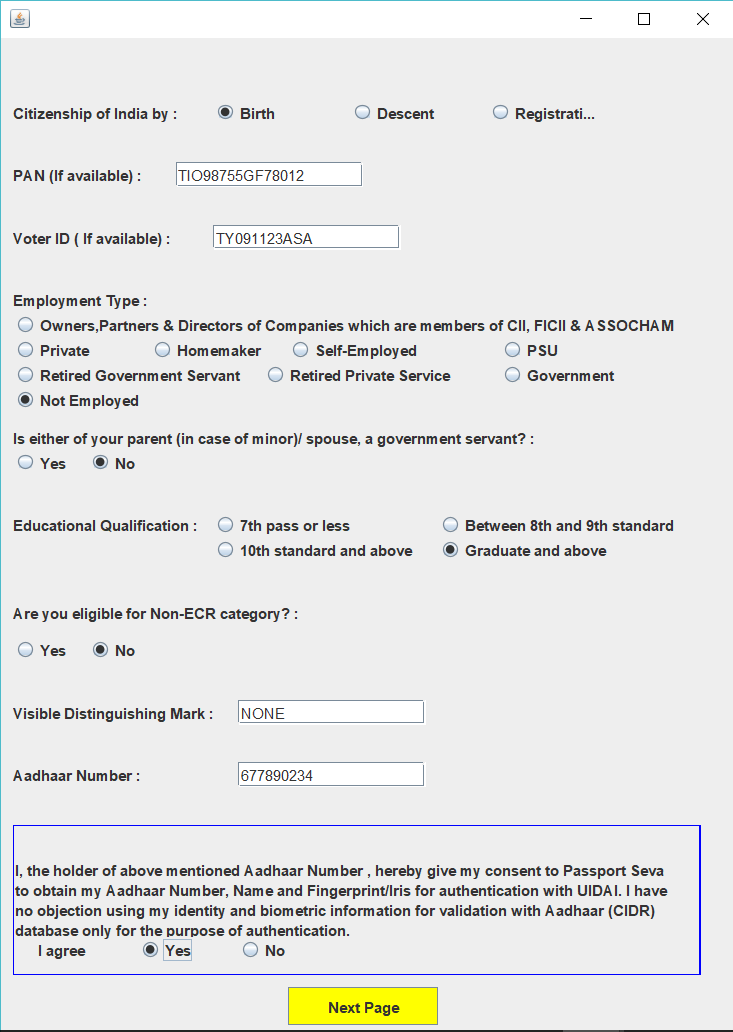 Citizenship of India by : Birth Descent Registrati...
PAN (If available) : TIO98755GF78012
Voter ID ( If available) : TY091123ASA
Employment Type :
Owners,Partners & Directors of Companies which are members of CII, FICII & ASSOCHAM
Private Homemaker Self-Employed PSU
Retired Government Servant Retired Private Service Government
Not Employed
Is either of your parent (in case of minor)/ spouse, a government servant? :
Yes No
Educational Qualification : 7th pass or less Between 8th and 9th standard
10th standard and above Graduate and above
Are you eligible for Non-ECR category? :
Yes No
Visible Distinguishing Mark : NONE
Aadhaar Number : 677890234
I, the holder of above mentioned Aadhaar Number , hereby give my consent to Passport Seva
to obtain my Aadhaar Number, Name and Fingerprint/Iris for authentication with UIDAI. I have
no objection using my identity and biometric information for validation with Aadhaar (CIDR)
database only for the purpose of authentication.
I agree Yes No
Next Page